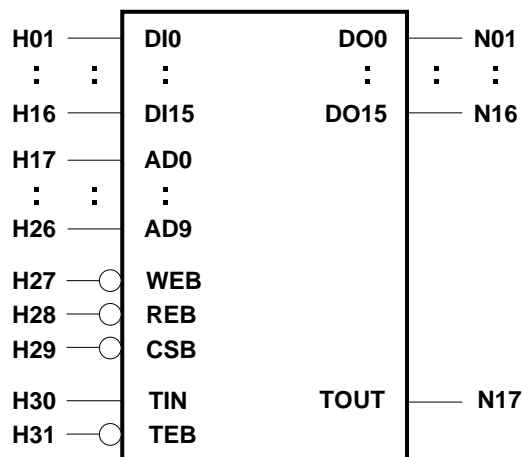 H01 DI0 DO0 N01
: : : : : :
H16 DI15 DO15 N16
H17 AD0
: : :
H26 AD9
H27 WEB
H28 REB
H29 CSB
H30 TIN TOUT N17
H31 TEB